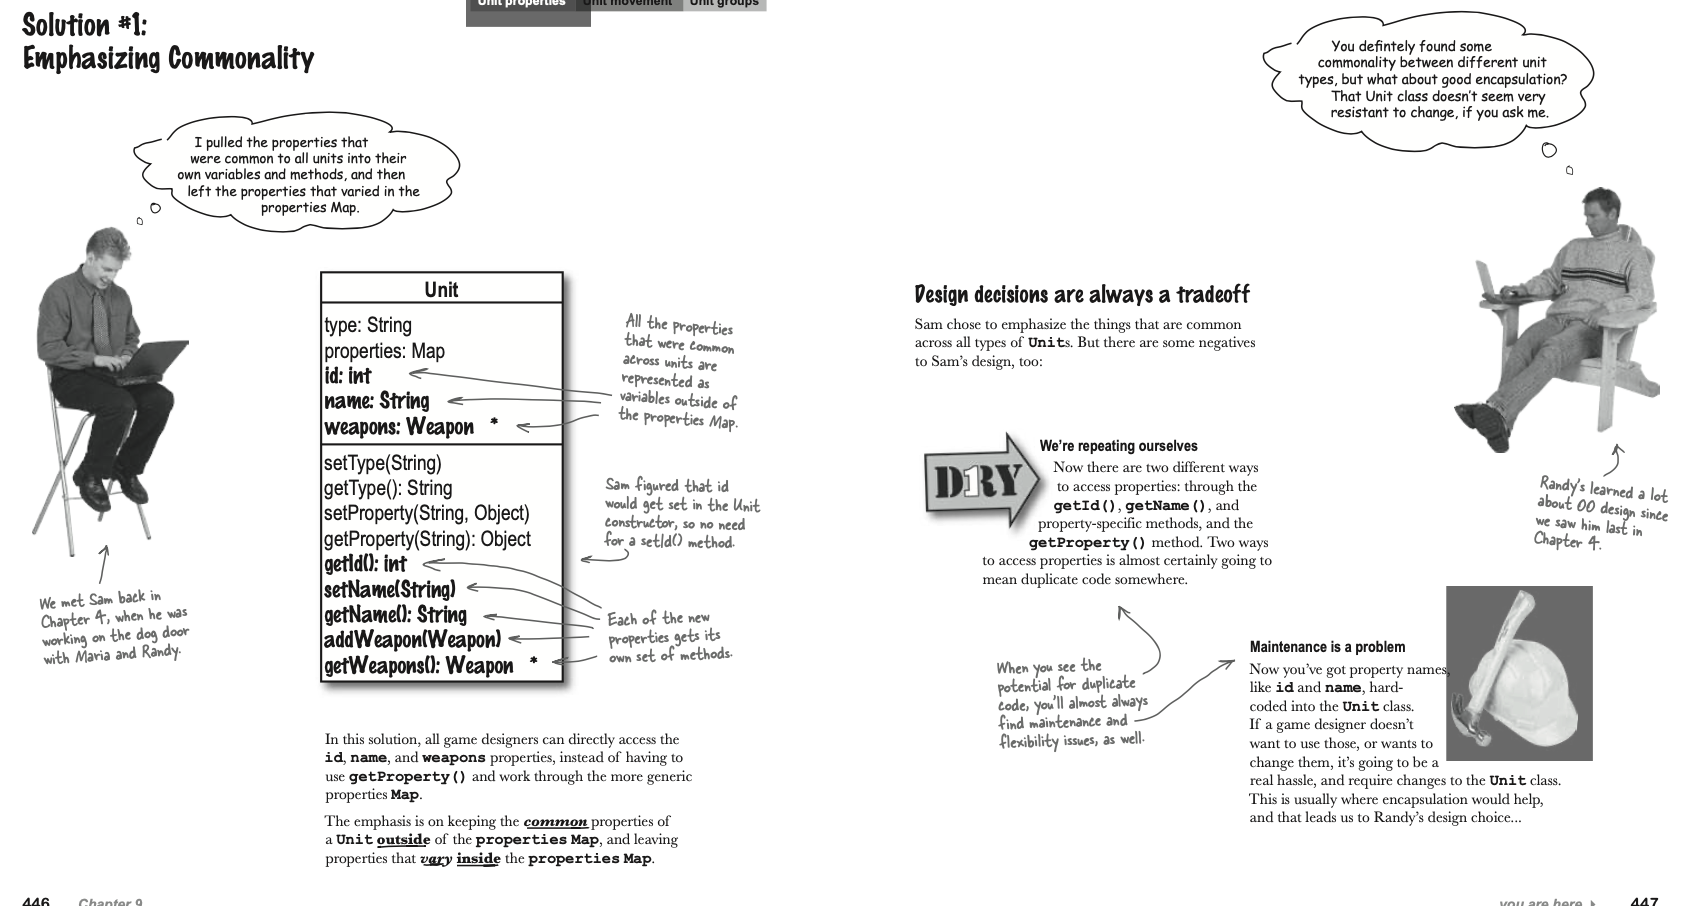 Unit properties
Unit movement
Unit groups
Solution #1:
Emphasizing Commonality
I pulled the properties that
were common to all units into their
own variables and methods, and then
left the properties that varied in the
properties Map.
We met Sam back in
Chapter 4, when he was
working on the dog door
with Maria and Randy.
Unit
type: String
properties: Map
id: int
name: String
weapons: Weapon *
setType(String)
getType(): String
setProperty(String, Object)
getProperty(String): Object
getId(): int
setName(String)
getName(): String
addWeapon(Weapon)
getWeapons(): Weapon *
All the properties
that were common
across units are
represented as
variables outside of
the properties Map.
Sam figured that id
would get set in the Unit
constructor, so no need
for a setId() method.
Each of the new
properties gets its
own set of methods.
In this solution, all game designers can directly access the
id, name, and weapons properties, instead of having to
use getProperty() and work through the more generic
properties Map.
The emphasis is on keeping the common properties of
a Unit outside of the properties Map, and leaving
properties that vary inside the properties Map.
446 Chapter 9
You defintely found some
commonality between different unit
types, but what about good encapsulation?
That Unit class doesn't seem very
resistant to change, if you ask me.
Randy's learned a lot
about OO design since
we saw him last in
Chapter 4.
Design decisions are always a tradeoff
Sam chose to emphasize the things that are common
across all types of Units. But there are some negatives
to Sam's design, too:
D1RY
We're repeating ourselves
Now there are two different ways
to access properties: through the
getId(), getName(), and
property-specific methods, and the
getProperty() method. Two ways
to access properties is almost certainly going to
mean duplicate code somewhere.
When you see the
potential for duplicate
code, you'll almost always
find maintenance and
flexibility issues, as well.
Maintenance is a problem
Now you've got property names,
like id and name, hard-
coded into the Unit class.
If a game designer doesn't
want to use those, or wants to
change them, it's going to be a
real hassle, and require changes to the Unit class.
This is usually where encapsulation would help,
and that leads us to Randy's design choice...
you are here 447